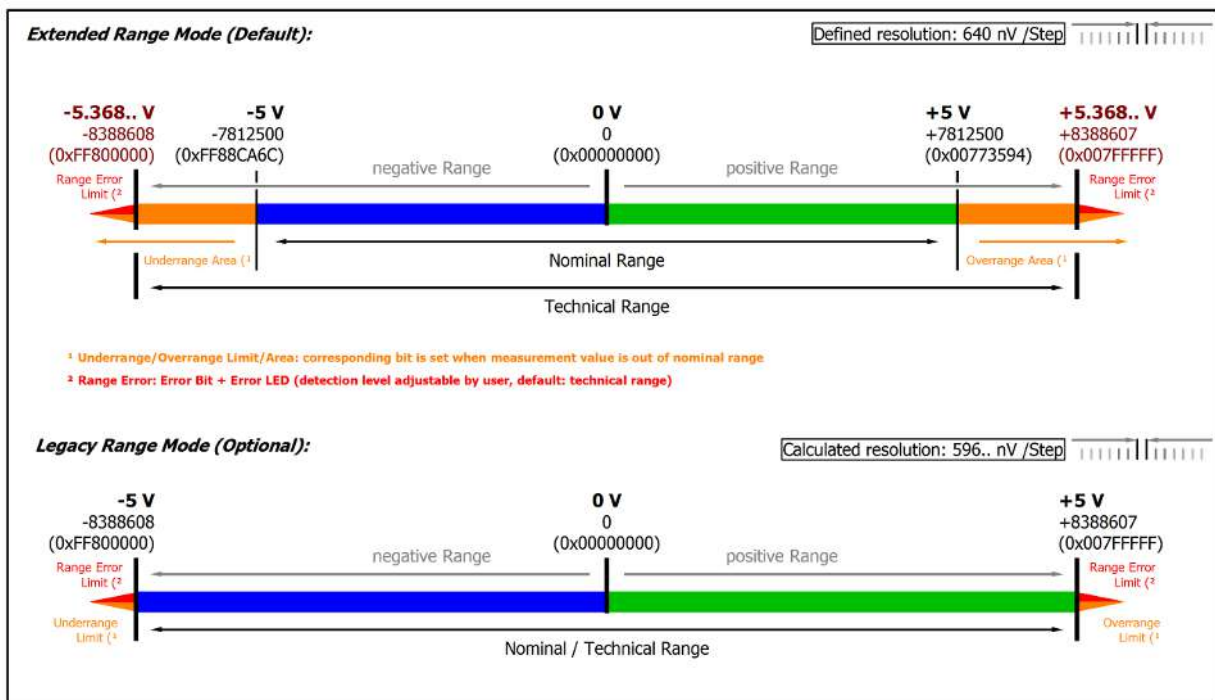 Extended Range Mode (Default):
Defined resolution: 640 nV /Step
-5.368.. V
-5 V
0 V
+5 V
+5.368.. V
-8388608
-7812500
0
+7812500
+8388607
(0xFF800000)
(0xFF88CA6C)
(0x00000000)
(0x00773594)
(0x007FFFFF)
negative Range
positive Range
Range Error
Limit (²
Range Error
Limit (²
Underrange Area (¹
Nominal Range
Overrange Area (¹
Technical Range
¹ Underrange/Overrange Limit/Area: corresponding bit is set when measurement value is out of nominal range
² Range Error: Error Bit + Error LED (detection level adjustable by user, default: technical range)
Legacy Range Mode (Optional):
Calculated resolution: 596.. nV /Step
-5 V
0 V
+5 V
-8388608
0
+8388607
(0xFF800000)
(0x00000000)
(0x007FFFFF)
negative Range
positive Range
Range Error
Limit (²
Range Error
Limit (²
Underrange
Limit (¹
Overrange
Limit (¹
Nominal / Technical Range